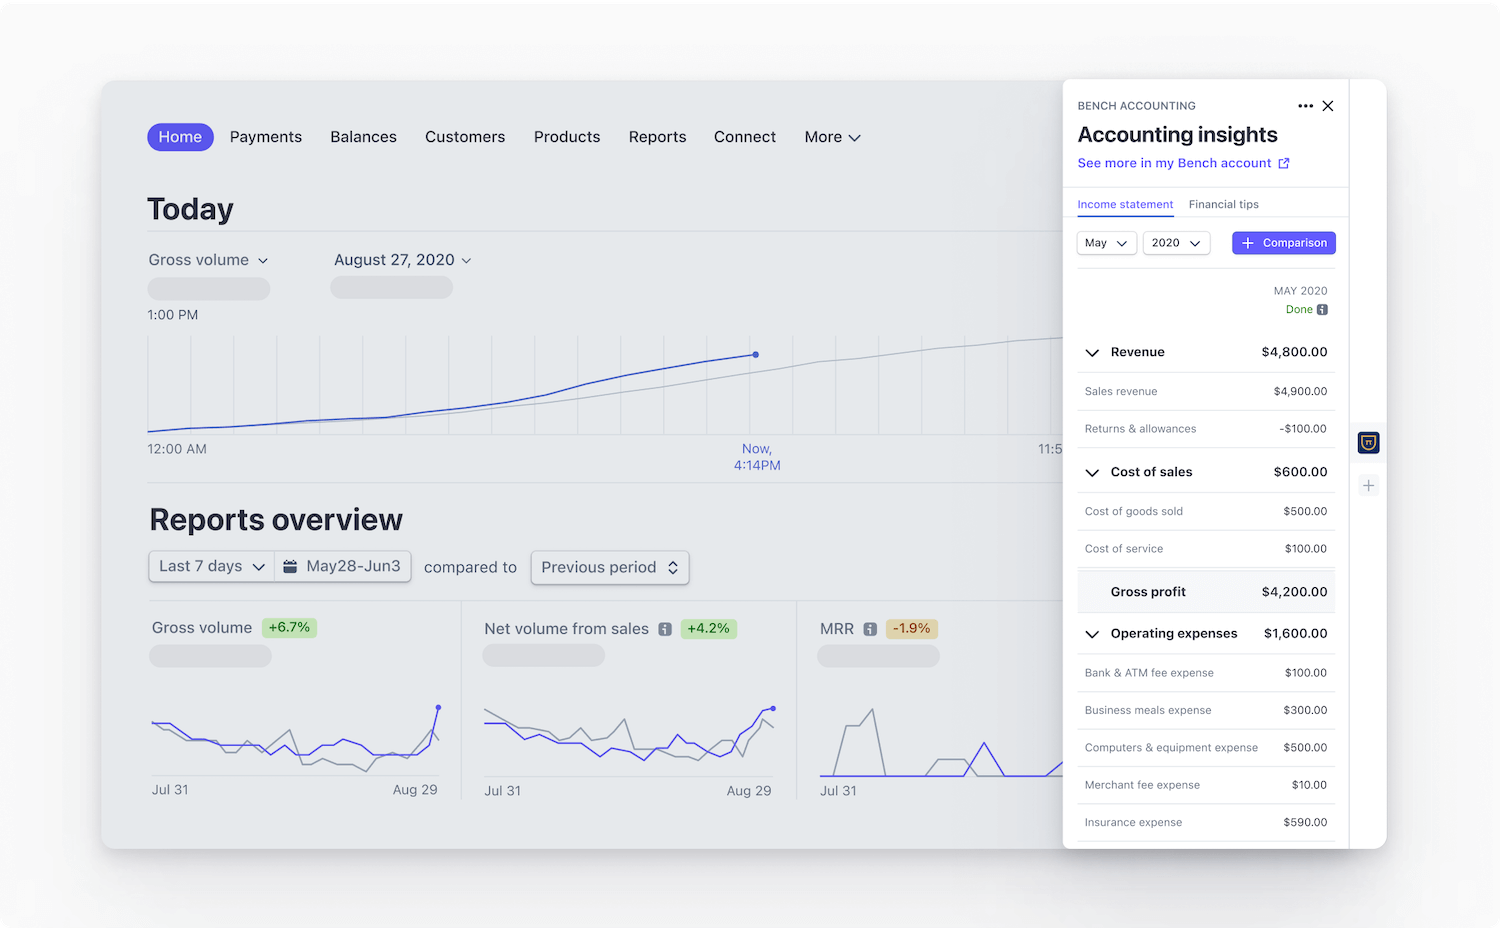 Home Payments Balances Customers Products Reports Connect More
Today
Gross volume August 27, 2020
1:00 PM
12:00 AM
Now,
4:14PM
11:5
Reports overview
Last 7 days May28-Jun3 compared to Previous period
Gross volume +6.7%
Jul 31 Aug 29
Net volume from sales +4.2%
Jul 31 Aug 29
MRR -1.9%
Jul 31
BENCH ACCOUNTING
Accounting insights
See more in my Bench account
Income statement Financial tips
May 2020 Comparison
MAY 2020
Done
Revenue $4,800.00
Sales revenue $4,900.00
Returns & allowances -$100.00
Cost of sales $600.00
Cost of goods sold $500.00
Cost of service $100.00
Gross profit $4,200.00
Operating expenses $1,600.00
Bank & ATM fee expense $100.00
Business meals expense $300.00
Computers & equipment expense $500.00
Merchant fee expense $10.00
Insurance expense $590.00